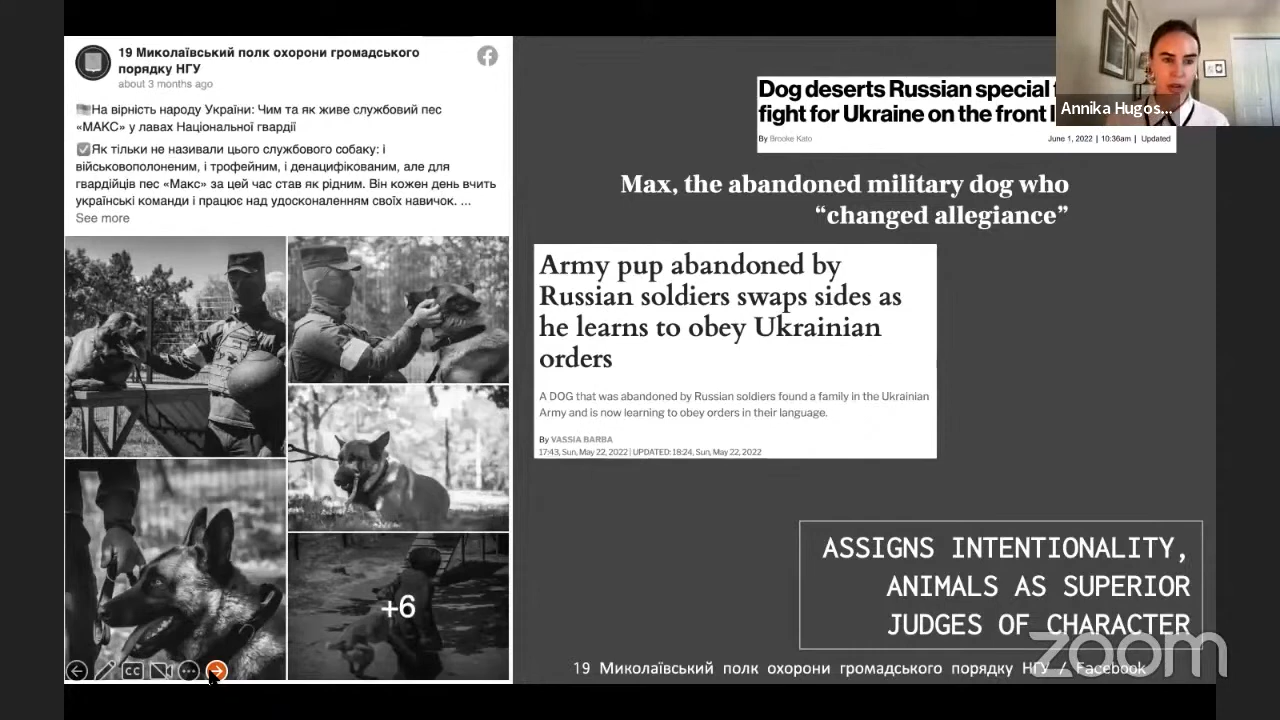 19 Миколаївський полк охорони громадського
порядку НГУ
about 3 months ago
На вірність народу України: Чим та як живе службовий пес
«МАКС» у лавах Національної гвардії
Як тільки не називали цього службового собаку: і
військовополоненим, і трофейним, і денацифікованим, але для
гвардійців пес «Макс» за цей час став як рідним. Він кожен день вчить
українські команди і працює над удосконаленням своїх навичок. ...
See more
+6
CC
Dog deserts Russian special
fight for Ukraine on the front
By Brooke Kato
June 1, 2022 | 10:36am | Updated
Annika Hugos...
Max, the abandoned military dog who
“changed allegiance”
Army pup abandoned by
Russian soldiers swaps sides as
he learns to obey Ukrainian
orders
A DOG that was abandoned by Russian soldiers found a family in the Ukrainian
Army and is now learning to obey orders in their language.
By VASSIA BARBA
17:43, Sun, May 22, 2022 | UPDATED: 18:24, Sun, May 22, 2022
ASSIGNS INTENTIONALITY,
ANIMALS AS SUPERIOR
JUDGES OF CHARACTER
19 Миколаївський полк охорони громадського порядку НГУ / Facebook
zoom